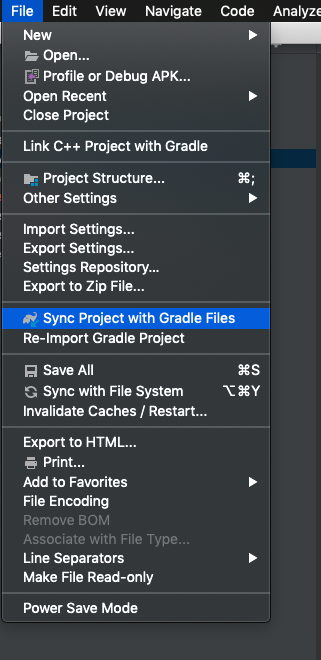 File Edit View Navigate Code Analyze
New
Open...
Profile or Debug APK...
Open Recent
Close Project
Link C++ Project with Gradle
Project Structure... ⌘;
Other Settings
Import Settings...
Export Settings...
Settings Repository...
Export to Zip File...
Sync Project with Gradle Files
Re-Import Gradle Project
Save All ⌘S
Sync with File System ⌥⌘Y
Invalidate Caches / Restart...
Export to HTML...
Print...
Add to Favorites
File Encoding
Remove BOM
Associate with File Type...
Line Separators
Make File Read-only
Power Save Mode